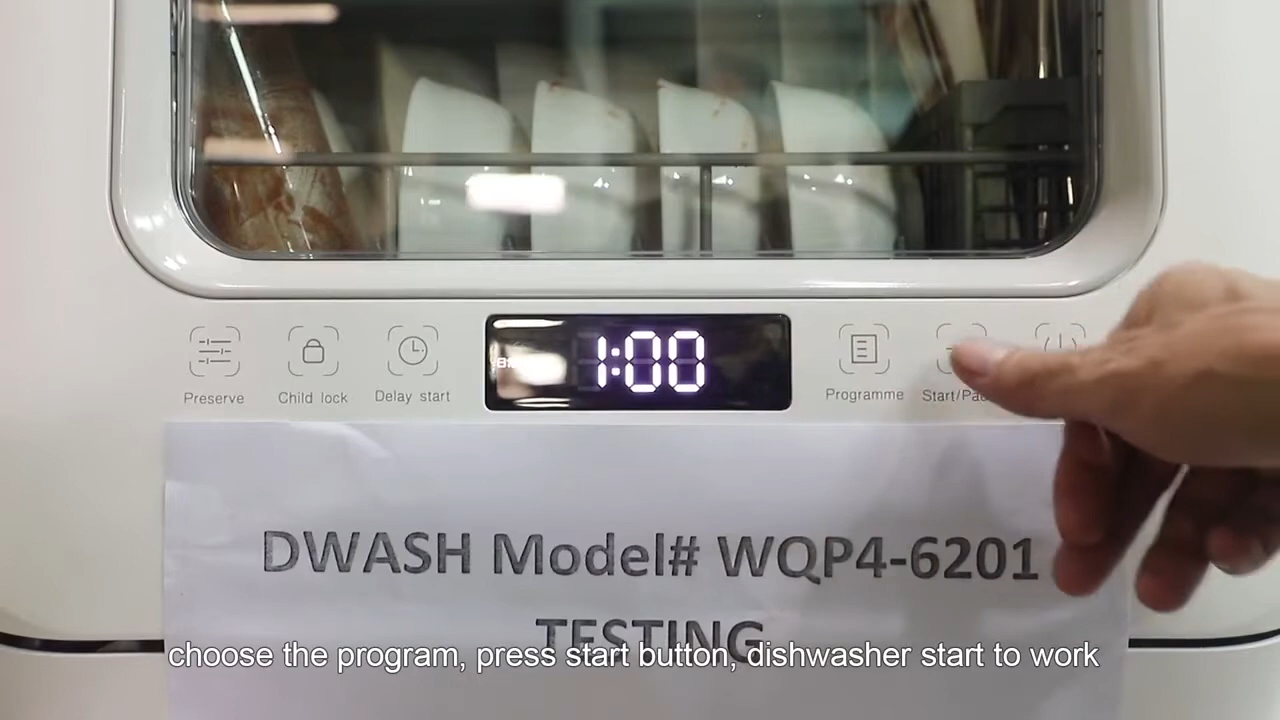 1:00
Preserve
Child lock
Delay start
Programme
DWASH Model# WQP4-6201
TESTING
choose the program, press start button, dishwasher start to work